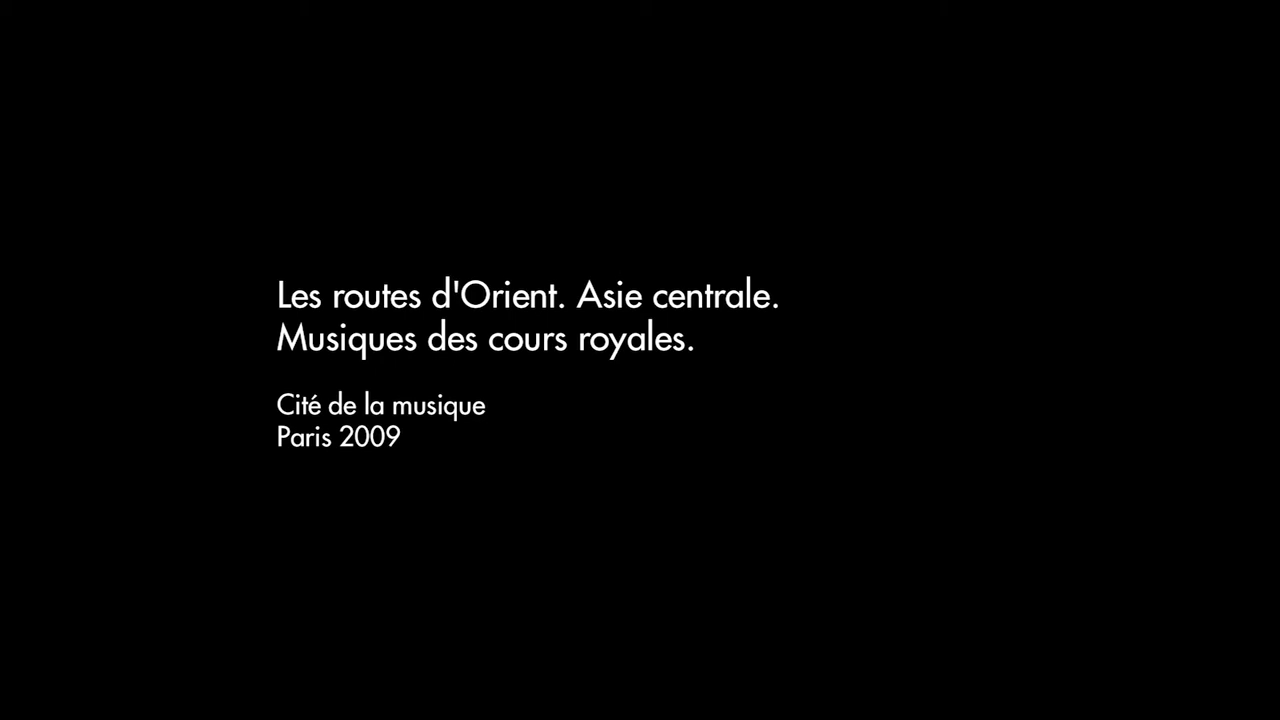 Les routes d'Orient. Asie centrale.
Musiques des cours royales.
Cité de la musique
Paris 2009